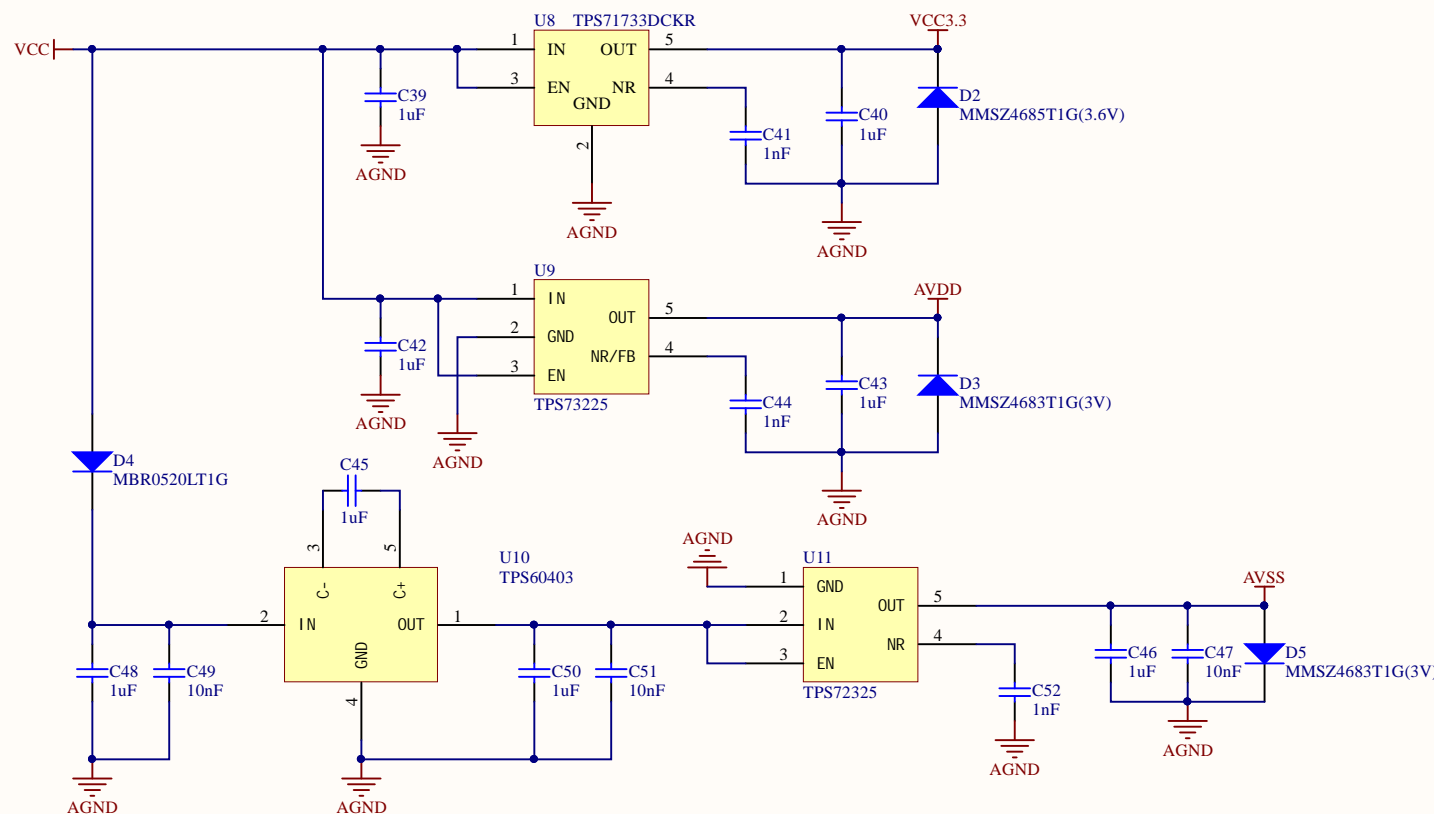 U8 TPS71733DCKR
VCC3.3
VCC
1 IN OUT 5
3 EN NR 4
GND
2
C39
1uF
AGND
AGND
C41
1nF
C40
1uF
D2
MMSZ4685T1G(3.6V)
AGND
U9
AVDD
1 IN
OUT 5
2 GND
NR/FB 4
3 EN
TPS73225
C42
1uF
AGND
AGND
C44
1nF
C43
1uF
D3
MMSZ4683T1G(3V)
AGND
D4
MBR0520LT1G
C45
1uF
3 5
C- C+
2 IN OUT 1
GND
4
U10
TPS60403
C48
1uF
C49
10nF
AGND
AGND
C50
1uF
C51
10nF
AGND
U11
1 GND
OUT 5
2 IN
NR 4
3 EN
TPS72325
C52
1nF
AGND
AVSS
C46
1uF
C47
10nF
D5
MMSZ4683T1G(3V)
AGND